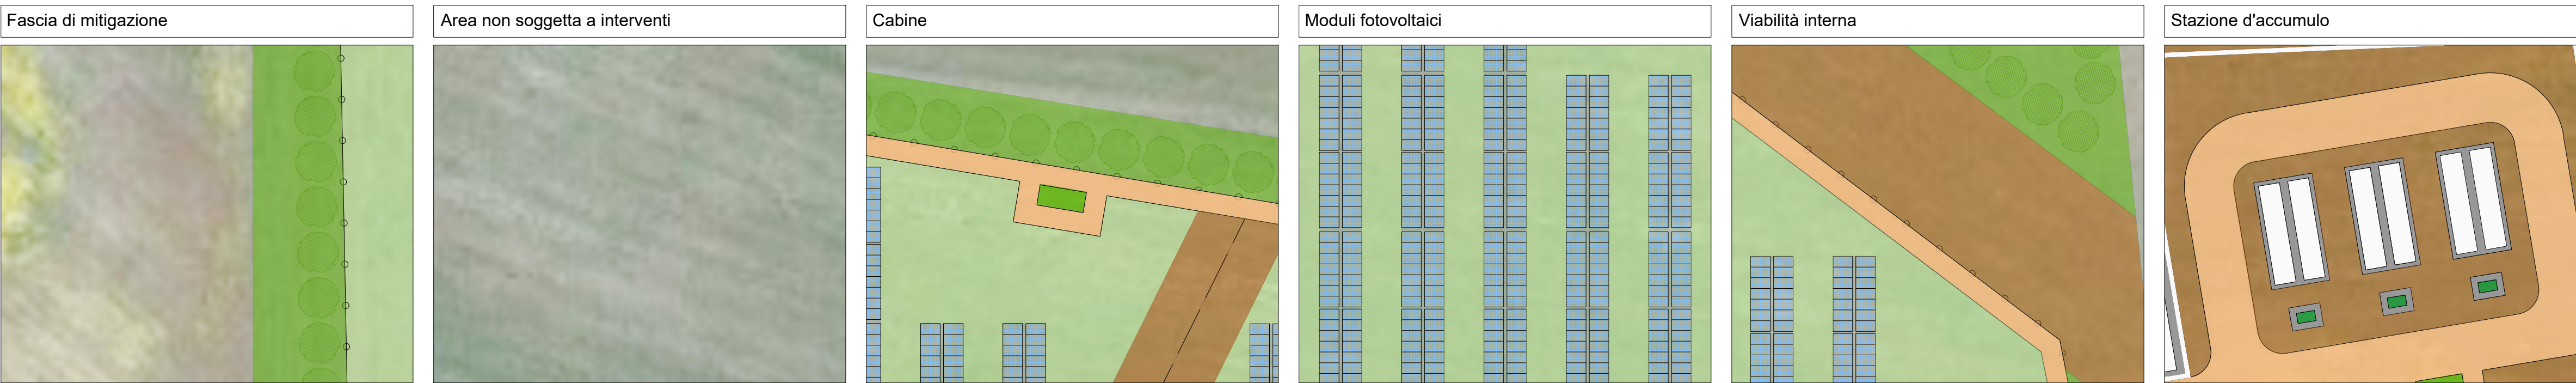 Fascia di mitigazione
Area non soggetta a interventi
Cabine
Moduli fotovoltaici
Viabilità interna
Stazione d'accumulo